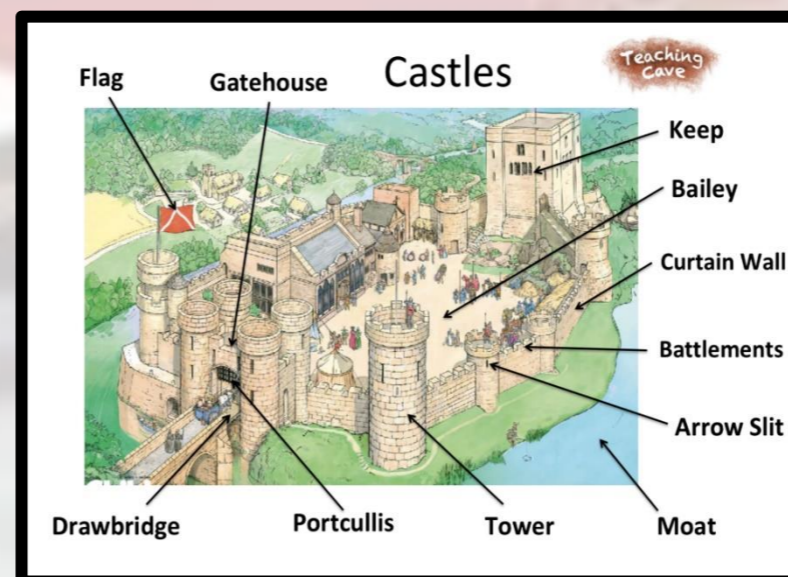 Castles
Teaching
Cave
Flag
Gatehouse
Keep
Bailey
Curtain Wall
Battlements
Arrow Slit
Drawbridge
Portcullis
Tower
Moat